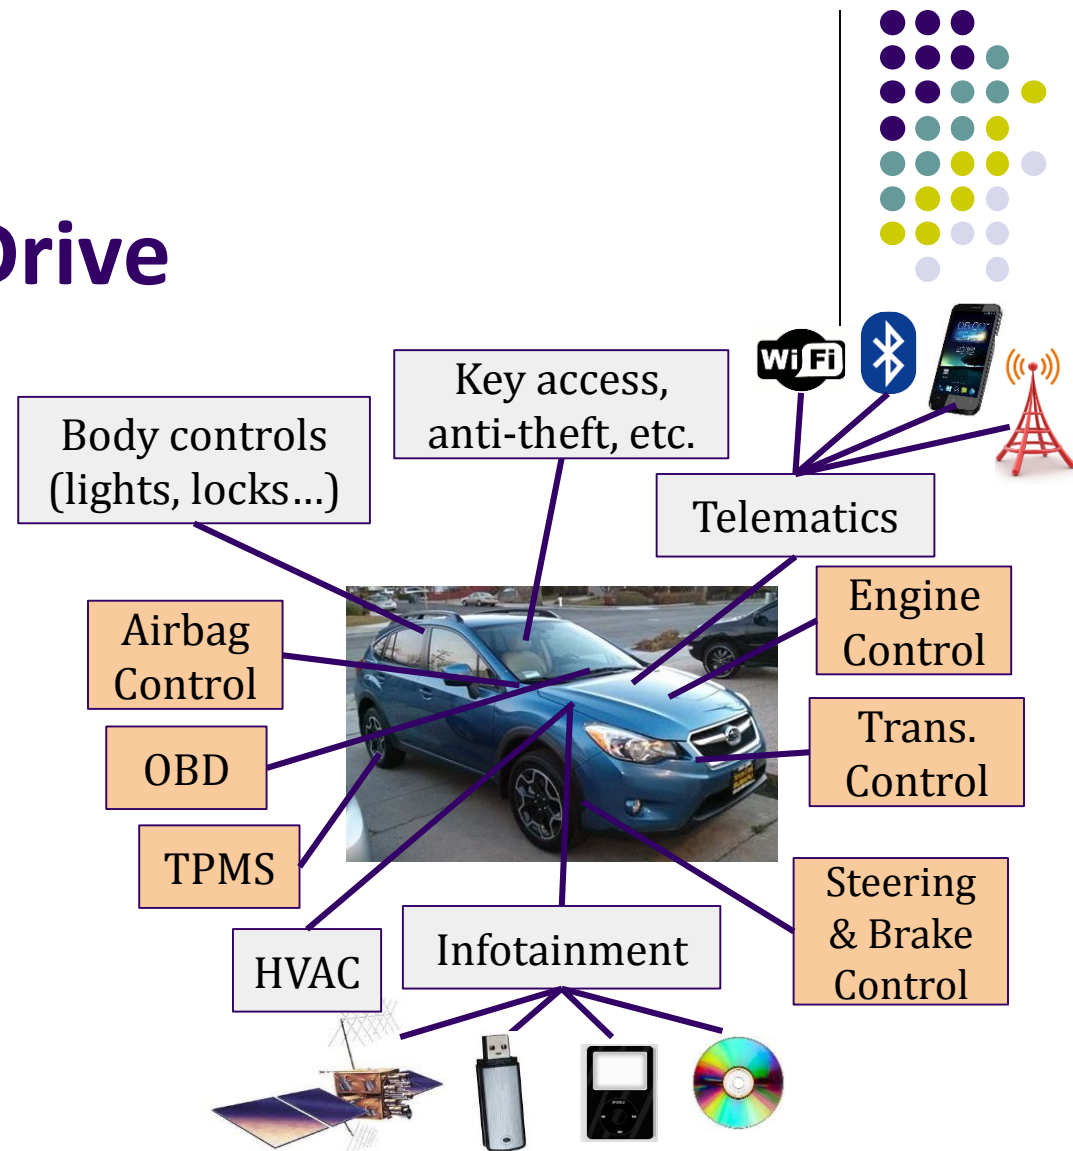 Drive
WiFi
Key access,
anti-theft, etc.
Body controls
(lights, locks…)
Telematics
Engine
Control
Airbag
Control
Trans.
Control
OBD
TPMS
Steering
& Brake
Control
Infotainment
HVAC